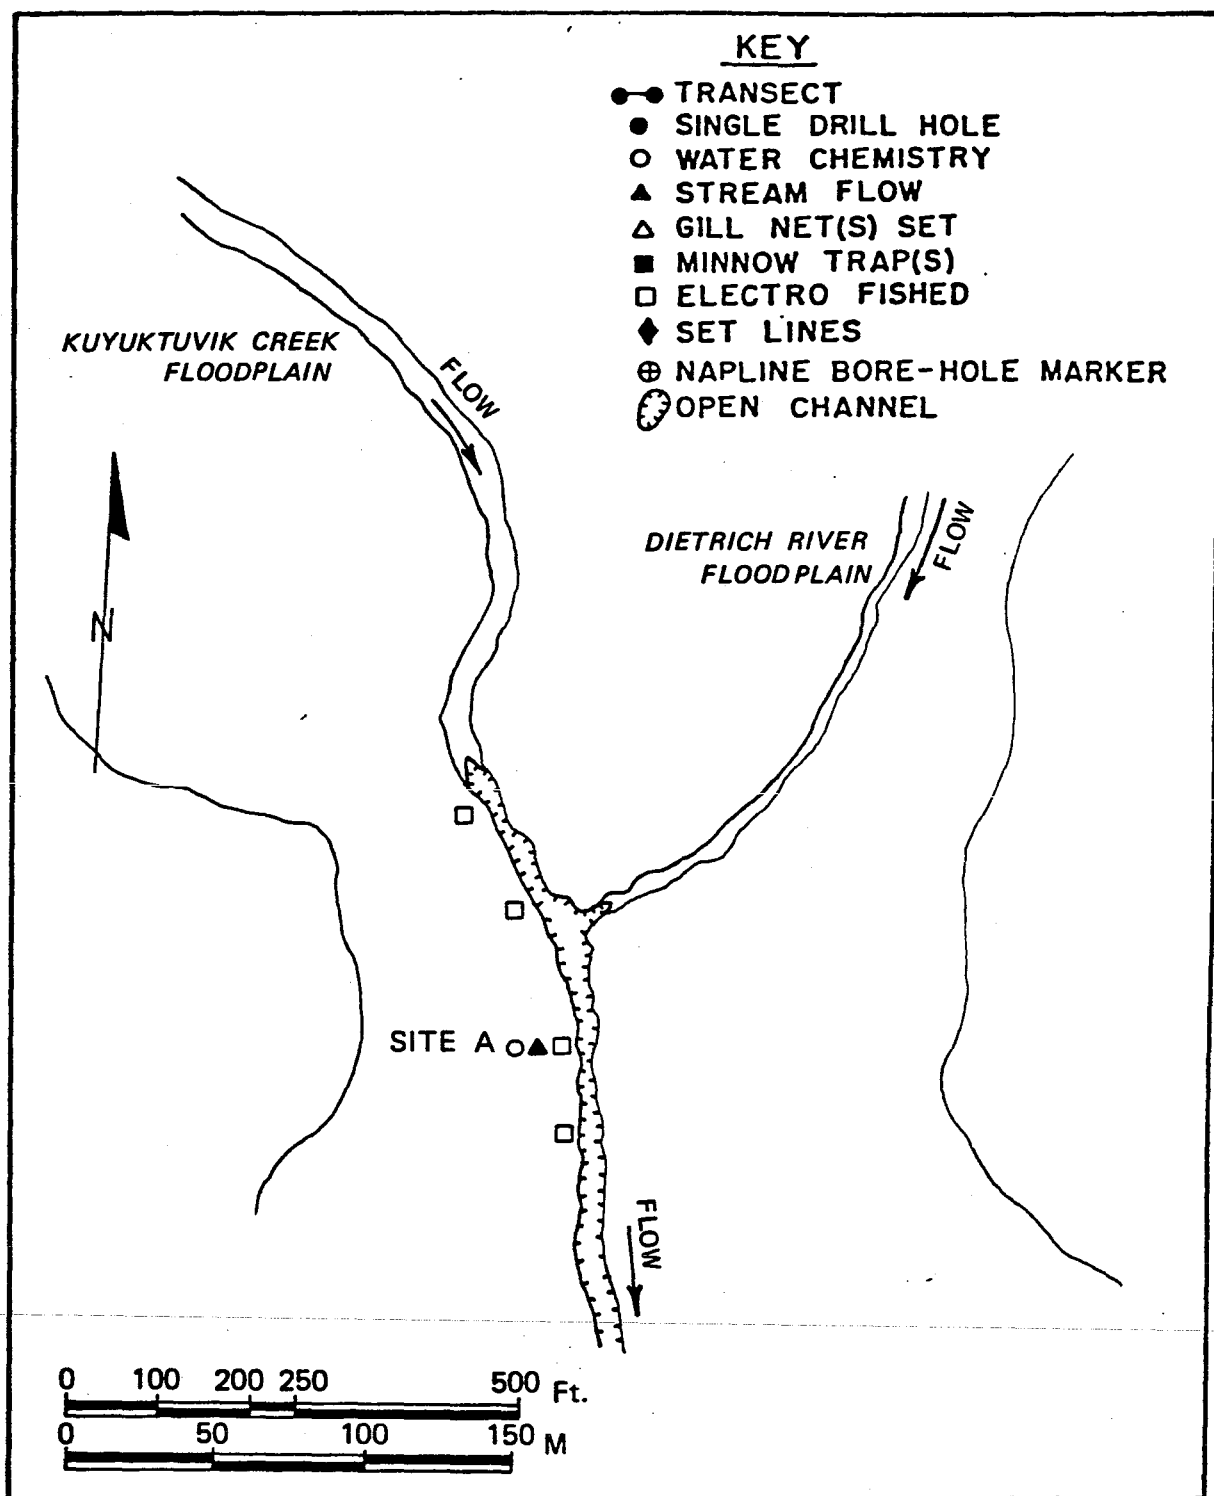 KEY
TRANSECT
SINGLE DRILL HOLE
WATER CHEMISTRY
STREAM FLOW
GILL NET(S) SET
MINNOW TRAP(S)
ELECTRO FISHED
SET LINES
NAPLINE BORE-HOLE MARKER
OPEN CHANNEL
KUYUKTUVIK CREEK
FLOODPLAIN
FLOW
DIETRICH RIVER
FLOODPLAIN
FLOW
N
SITE A
FLOW
0 100 200 250 500 Ft.
0 50 100 150 M